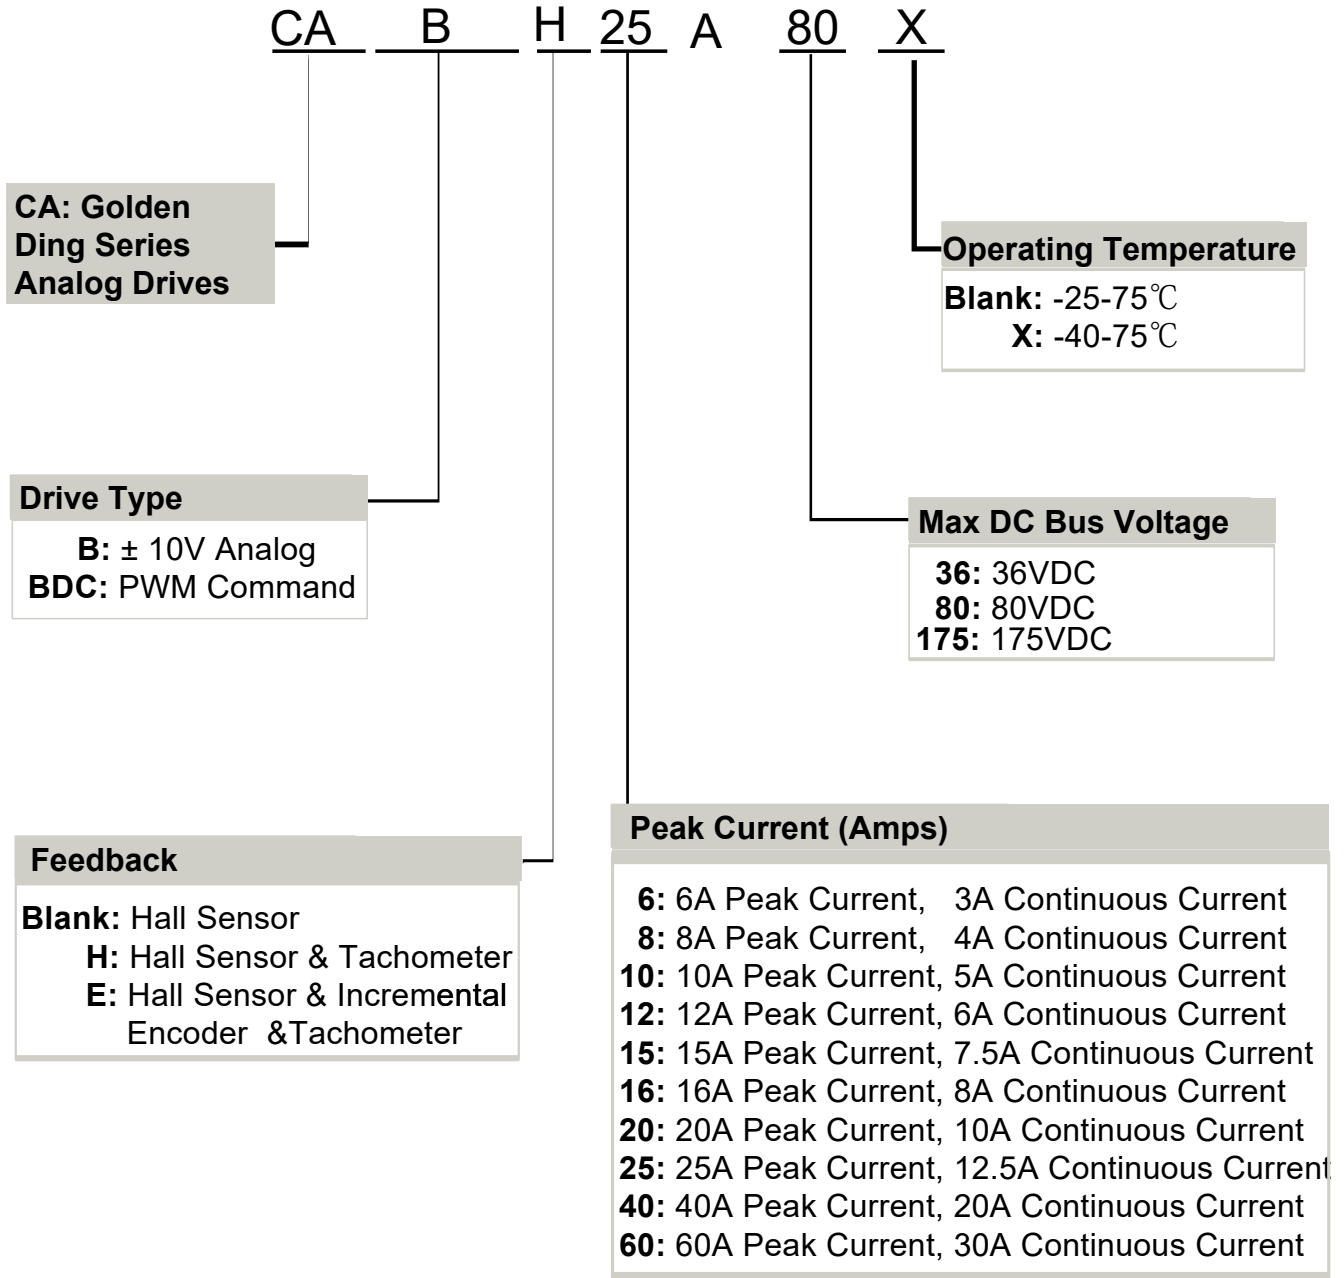 CA B H 25 A 80 X
CA: Golden
Ding Series
Analog Drives
Operating Temperature
Blank: -25-75℃
X: -40-75℃
Drive Type
B: ± 10V Analog
BDC: PWM Command
Max DC Bus Voltage
36: 36VDC
80: 80VDC
175: 175VDC
Feedback
Blank: Hall Sensor
H: Hall Sensor & Tachometer
E: Hall Sensor & Incremental
Encoder &Tachometer
Peak Current (Amps)
6: 6A Peak Current, 3A Continuous Current
8: 8A Peak Current, 4A Continuous Current
10: 10A Peak Current, 5A Continuous Current
12: 12A Peak Current, 6A Continuous Current
15: 15A Peak Current, 7.5A Continuous Current
16: 16A Peak Current, 8A Continuous Current
20: 20A Peak Current, 10A Continuous Current
25: 25A Peak Current, 12.5A Continuous Current
40: 40A Peak Current, 20A Continuous Current
60: 60A Peak Current, 30A Continuous Current